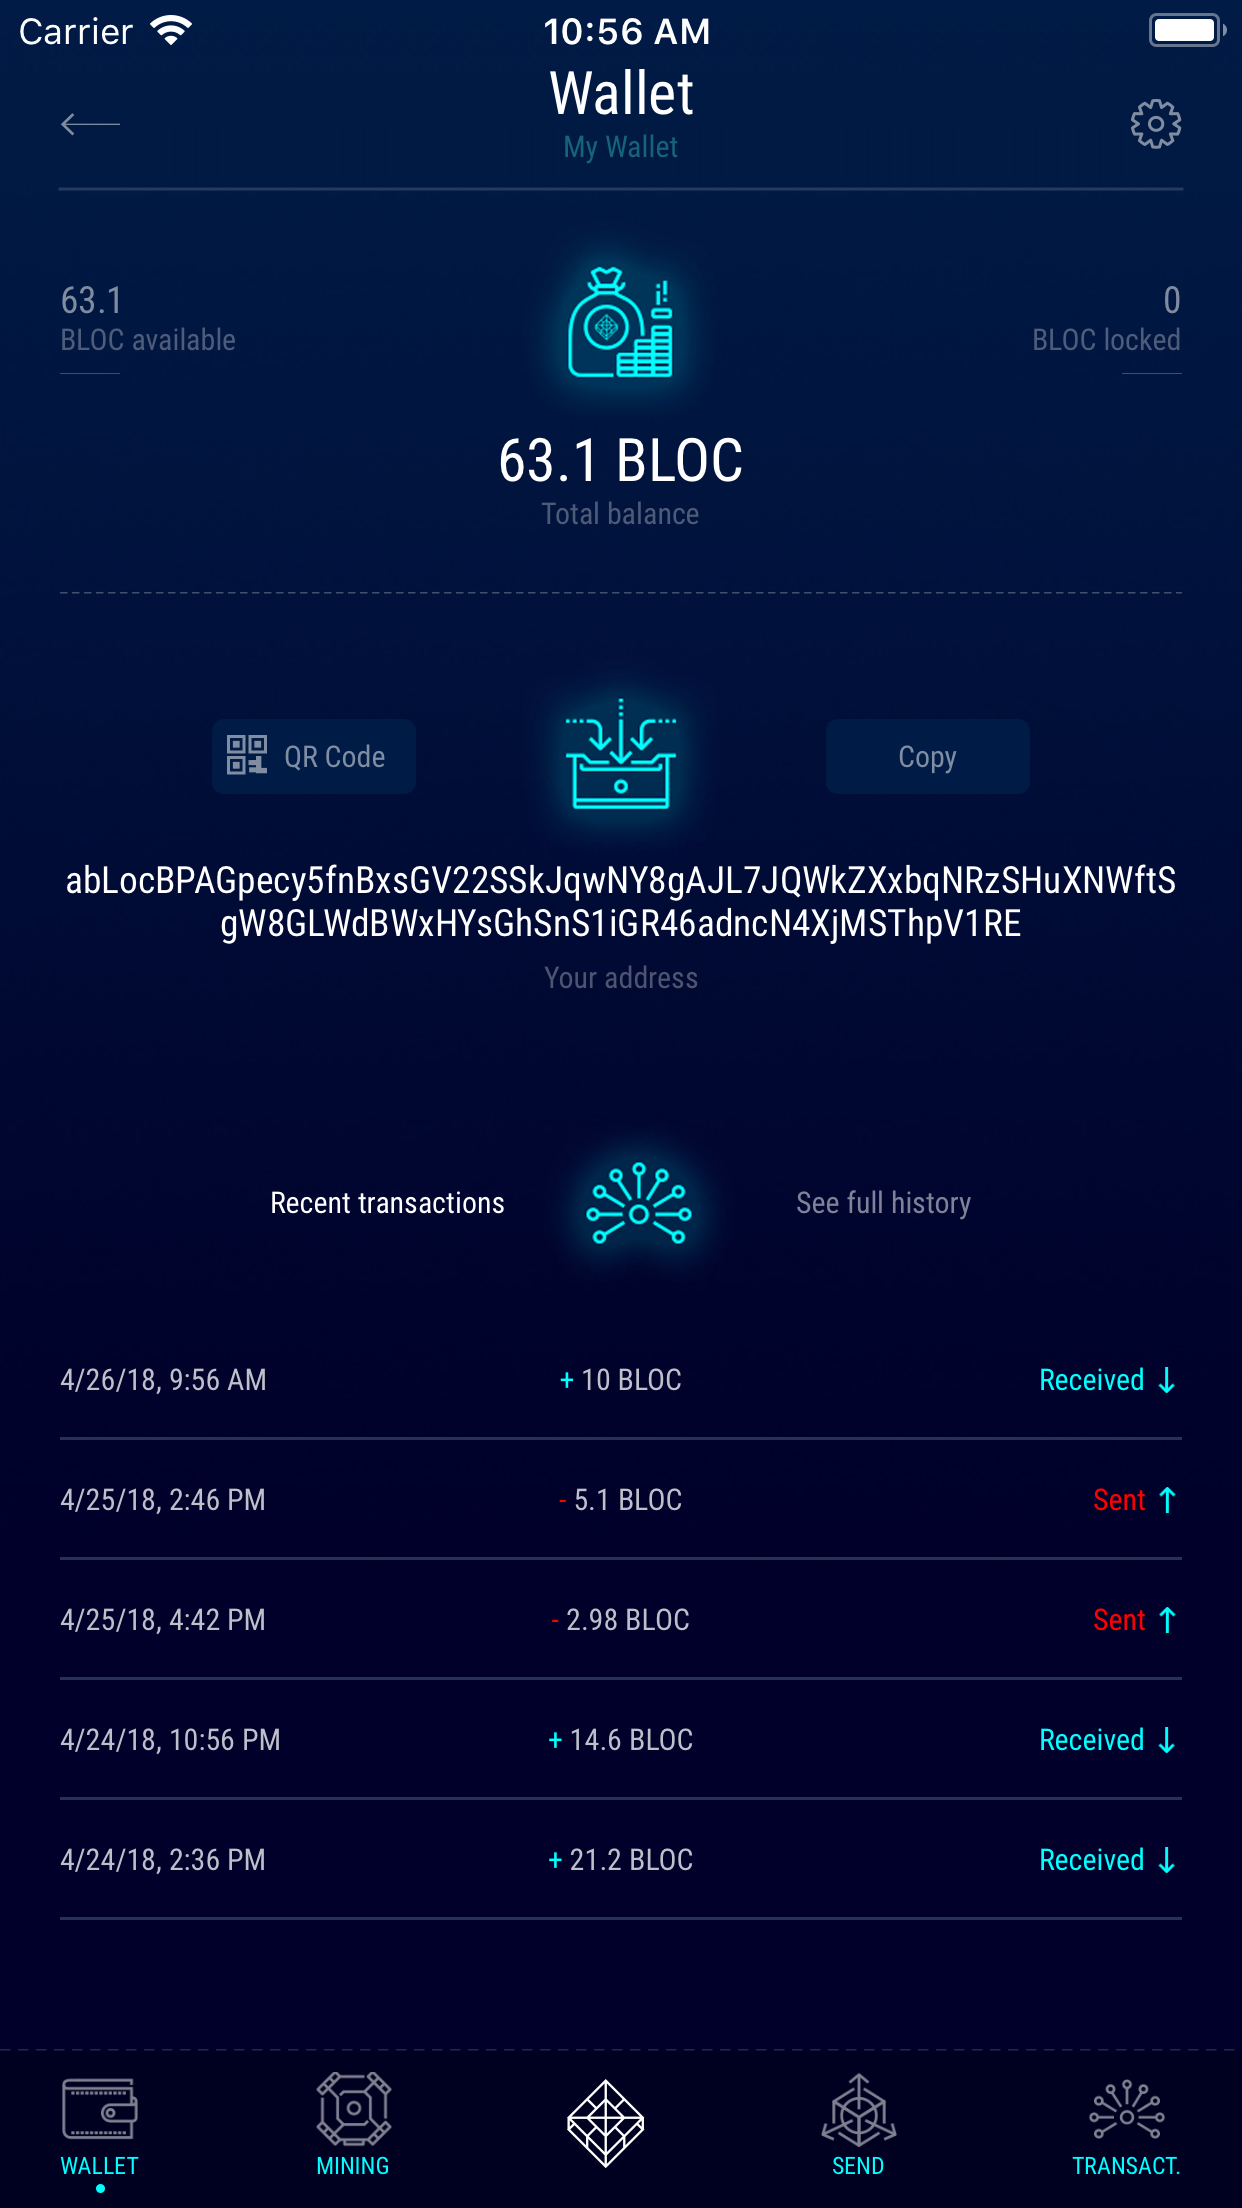 Carrier 10:56 AM
Wallet
My Wallet
63.1
BLOC available
0
BLOC locked
63.1 BLOC
Total balance
QR Code
Copy
abLocBPAGpecy5fnBxsGV22SSkJqwNY8gAJL7JQWkZXxbqNRzSHuXNWftS
gW8GLWdBWxHYsGhSnS1iGR46adncN4XjMSThpV1RE
Your address
Recent transactions
See full history
4/26/18, 9:56 AM + 10 BLOC Received ↓
4/25/18, 2:46 PM - 5.1 BLOC Sent ↑
4/25/18, 4:42 PM - 2.98 BLOC Sent ↑
4/24/18, 10:56 PM + 14.6 BLOC Received ↓
4/24/18, 2:36 PM + 21.2 BLOC Received ↓
WALLET MINING SEND TRANSACT.